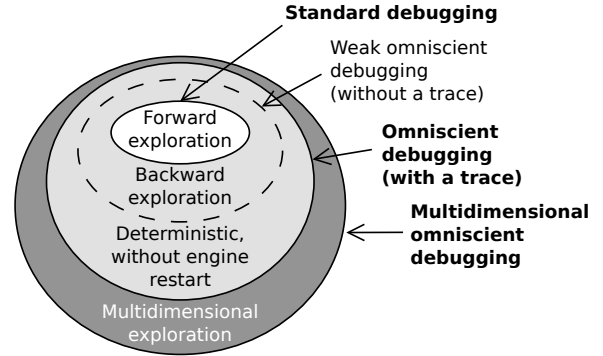 Standard debugging
Weak omniscient
debugging
(without a trace)
Forward
exploration
Omniscient
debugging
(with a trace)
Backward
exploration
Multidimensional
omniscient
debugging
Deterministic,
without engine
restart
Multidimensional
exploration